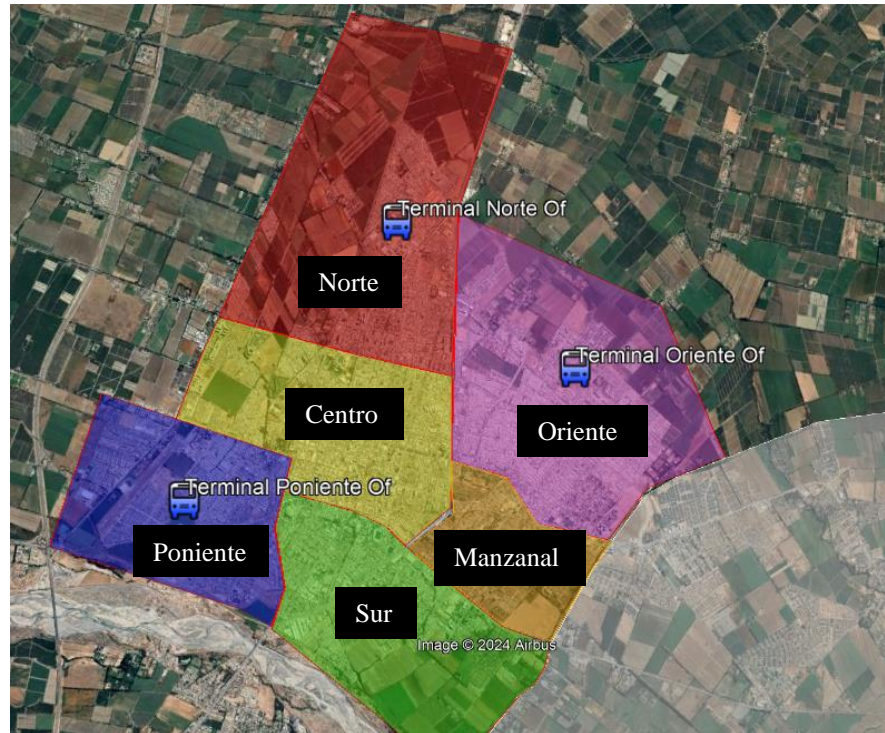 Terminal Norte Of
Norte
Terminal Oriente Of
Centro
Oriente
Terminal Poniente Of
Poniente
Manzanal
Sur
Image © 2024 Airbus